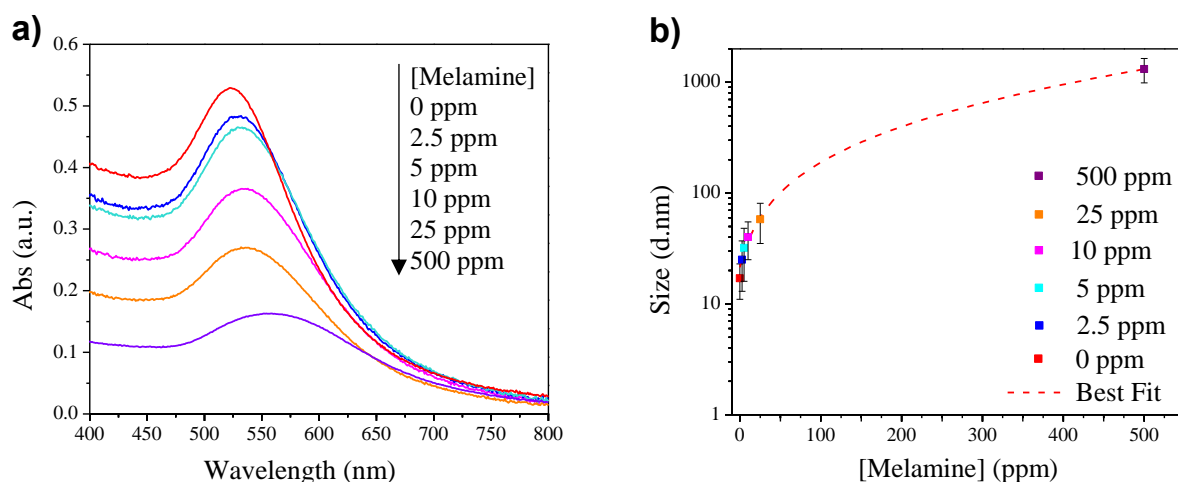 a)
0.6
0.5
0.4
0.3
0.2
0.1
0.0
Abs (a.u.)
[Melamine]
0 ppm
2.5 ppm
5 ppm
10 ppm
25 ppm
500 ppm
400 450 500 550 600 650 700 750 800
Wavelength (nm)
b)
1000
100
10
1
Size (d.nm)
500 ppm
25 ppm
10 ppm
5 ppm
2.5 ppm
0 ppm
Best Fit
0 100 200 300 400 500
[Melamine] (ppm)